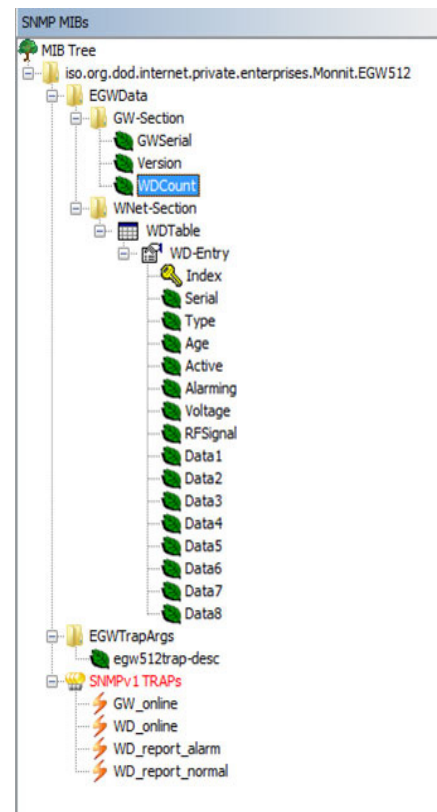 SNMP MIBs
MIB Tree
iso.org.dod.internet.private.enterprises.Monnit.EGW512
EGWData
GW-Section
GWSerial
Version
WDCount
WNet-Section
WDTable
WD-Entry
Index
Serial
Type
Age
Active
Alarming
Voltage
RFSignal
Data1
Data2
Data3
Data4
Data5
Data6
Data7
Data8
EGWTrapArgs
egw512trap-desc
SNMPv1 TRAPs
GW_online
WD_online
WD_report_alarm
WD_report_normal